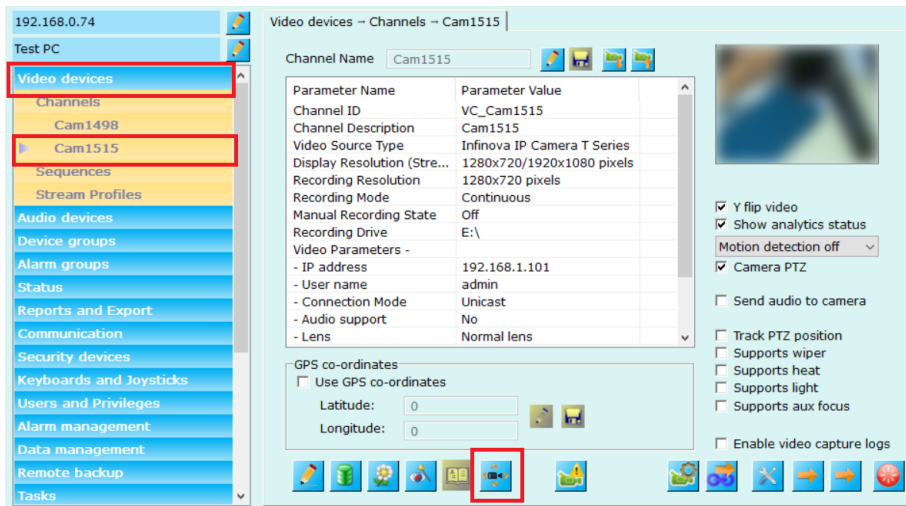 192.168.0.74
Test PC
Video devices
Channels
Cam1498
Cam1515
Sequences
Stream Profiles
Audio devices
Device groups
Alarm groups
Status
Reports and Export
Communication
Security devices
Keyboards and Joysticks
Users and Privileges
Alarm management
Data management
Remote backup
Tasks
Video devices → Channels → Cam1515
Channel Name Cam1515
Parameter Name Parameter Value
Channel ID VC_Cam1515
Channel Description Cam1515
Video Source Type Infinova IP Camera T Series
Display Resolution (Stre... 1280x720/1920x1080 pixels
Recording Resolution 1280x720 pixels
Recording Mode Continuous
Manual Recording State Off
Recording Drive E:\
Video Parameters -
- IP address 192.168.1.101
- User name admin
- Connection Mode Unicast
- Audio support No
- Lens Normal lens
GPS co-ordinates
Use GPS co-ordinates
Latitude: 0
Longitude: 0
Y flip video
Show analytics status
Motion detection off
Camera PTZ
Send audio to camera
Track PTZ position
Supports wiper
Supports heat
Supports light
Supports aux focus
Enable video capture logs